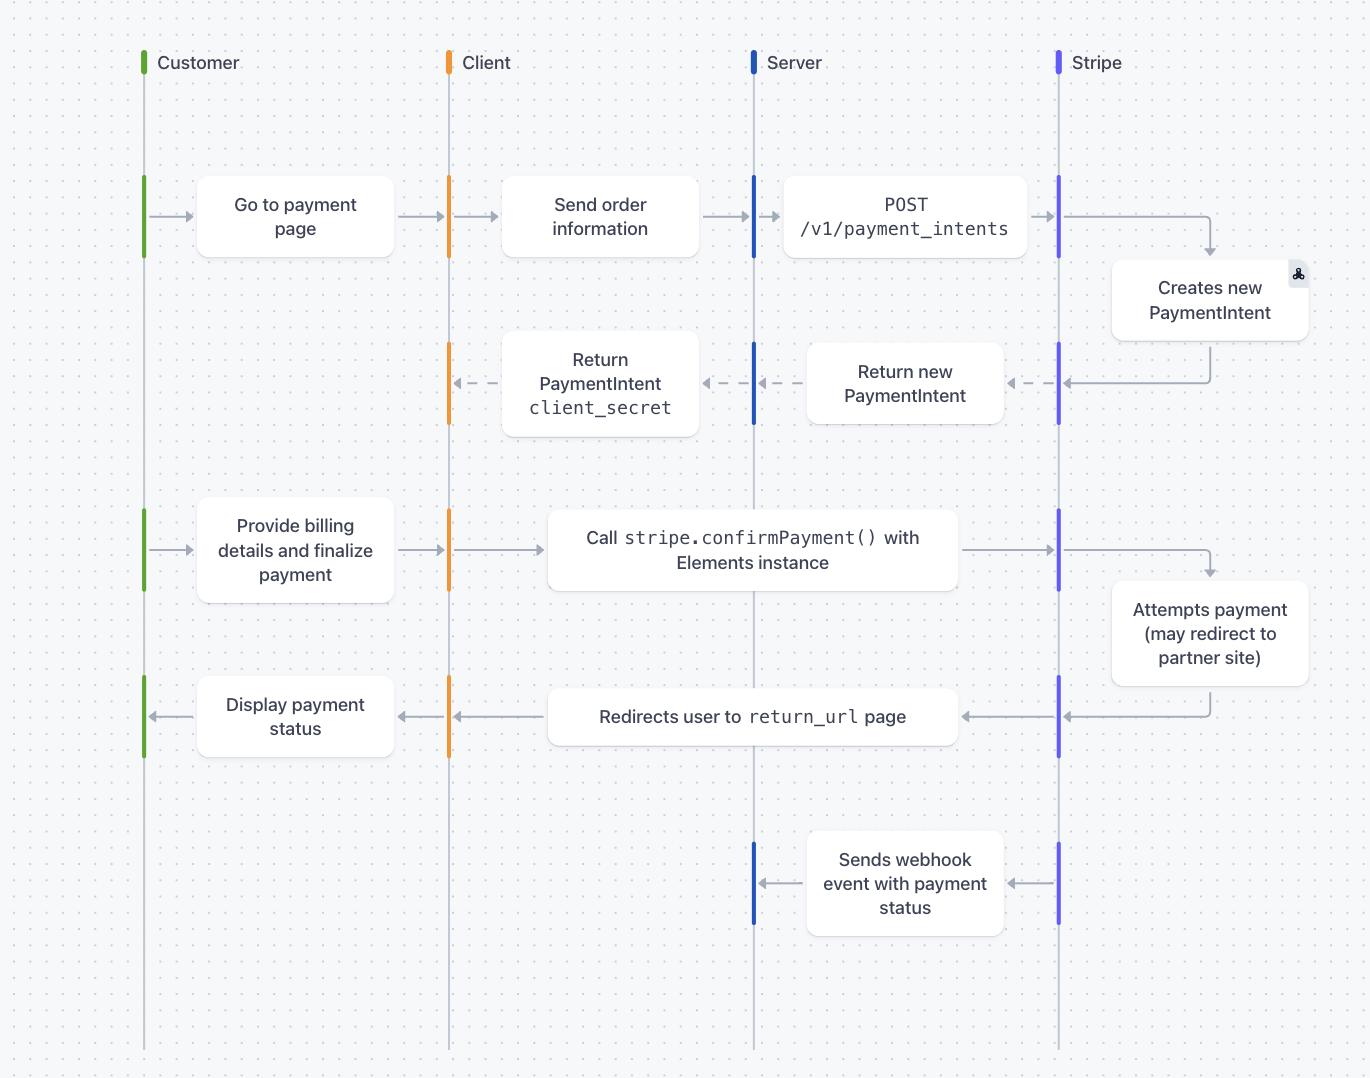 Customer
Client
Server
Stripe
Go to payment
page
Send order
information
POST
/v1/payment_intents
Creates new
PaymentIntent
Return
PaymentIntent
client_secret
Return new
PaymentIntent
Provide billing
details and finalize
payment
Call stripe.confirmPayment() with
Elements instance
Attempts payment
(may redirect to
partner site)
Display payment
status
Redirects user to return_url page
Sends webhook
event with payment
status